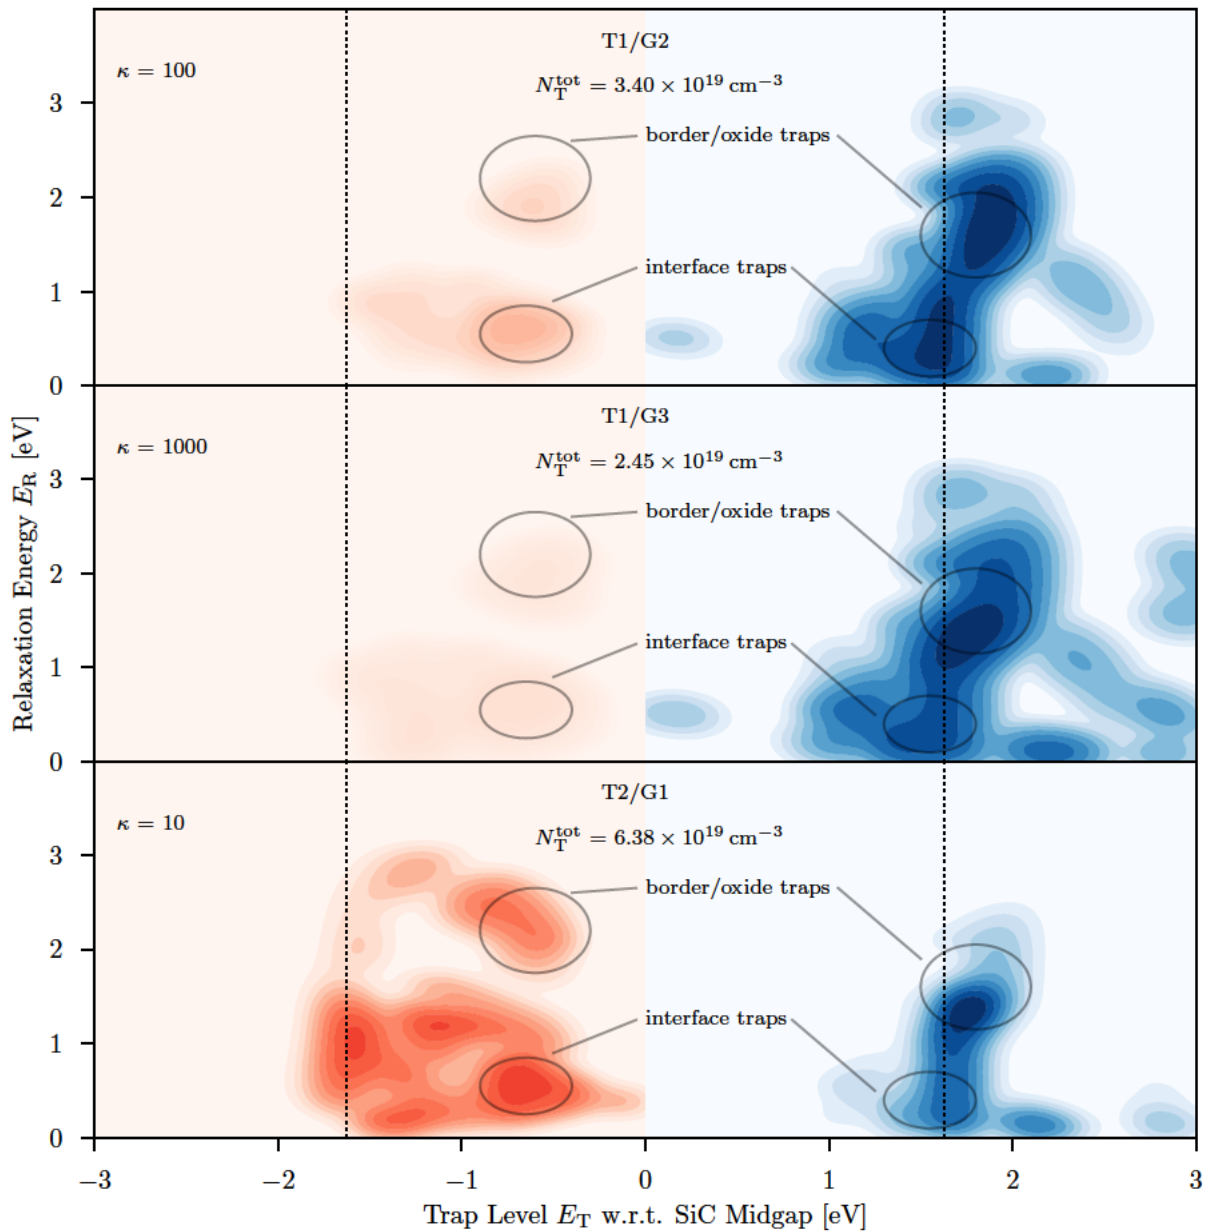 T1/G2
κ = 100
N_T^tot = 3.40 × 10^19 cm^−3
border/oxide traps
interface traps
3
2
1
0
T1/G3
κ = 1000
N_T^tot = 2.45 × 10^19 cm^−3
border/oxide traps
interface traps
3
2
1
0
Relaxation Energy E_R [eV]
T2/G1
κ = 10
N_T^tot = 6.38 × 10^19 cm^−3
border/oxide traps
interface traps
3
2
1
0
−3 −2 −1 0 1 2 3
Trap Level E_T w.r.t. SiC Midgap [eV]